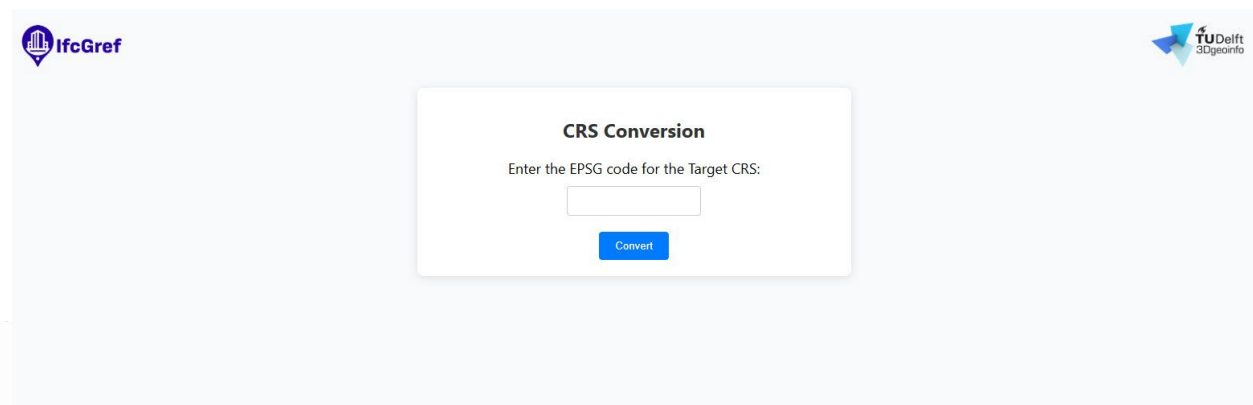 IfcGref
TUDelft
3Dgeoinfo
CRS Conversion
Enter the EPSG code for the Target CRS:
Convert